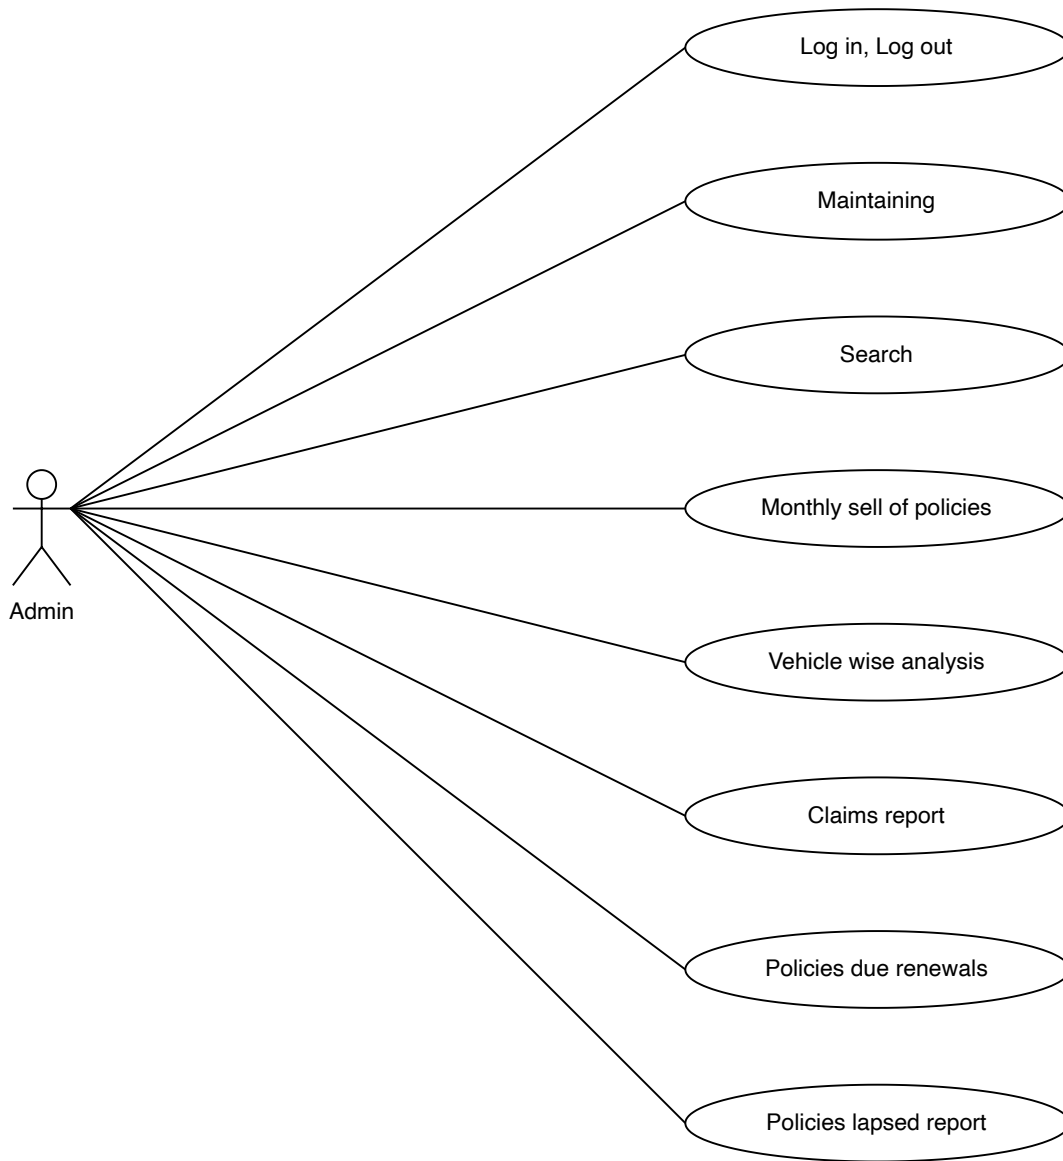 Log in, Log out
Maintaining
Search
Monthly sell of policies
Vehicle wise analysis
Admin
Claims report
Policies due renewals
Policies lapsed report